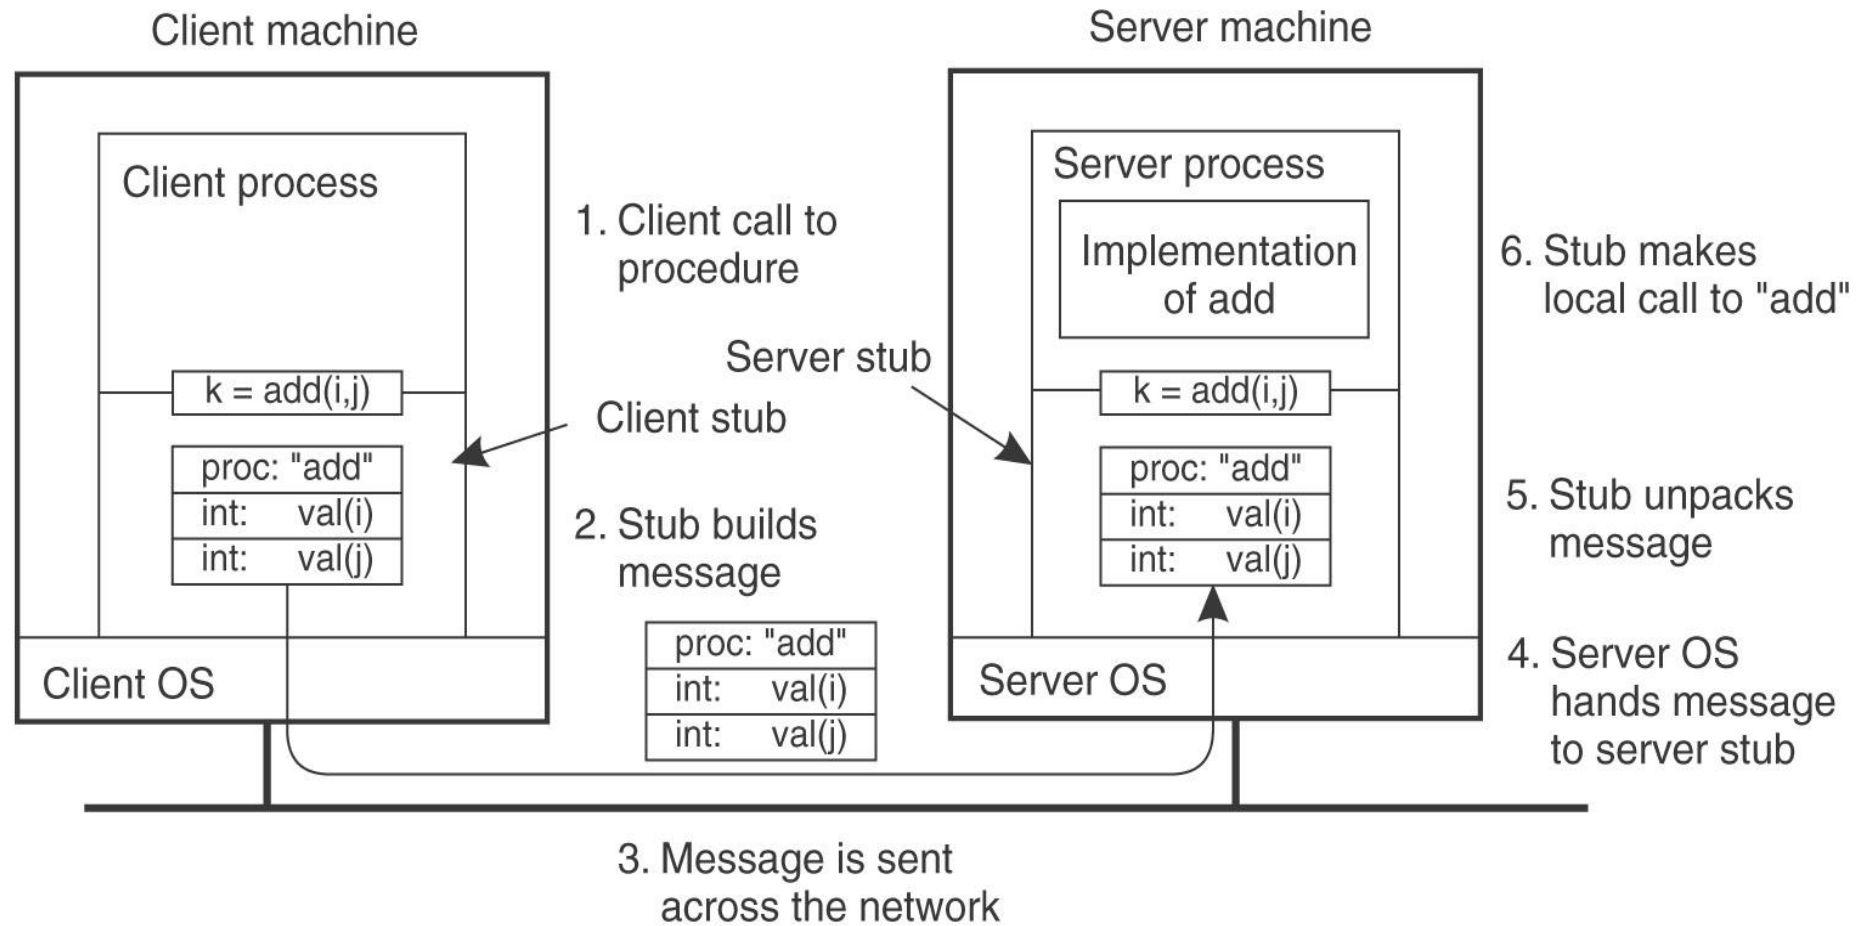 Client machine
Server machine
Client process
k = add(i,j)
proc: "add"
int: val(i)
int: val(j)
Client OS
1. Client call to
procedure
Server stub
Client stub
2. Stub builds
message
proc: "add"
int: val(i)
int: val(j)
3. Message is sent
across the network
Server process
Implementation
of add
k = add(i,j)
proc: "add"
int: val(i)
int: val(j)
Server OS
6. Stub makes
local call to "add"
5. Stub unpacks
message
4. Server OS
hands message
to server stub